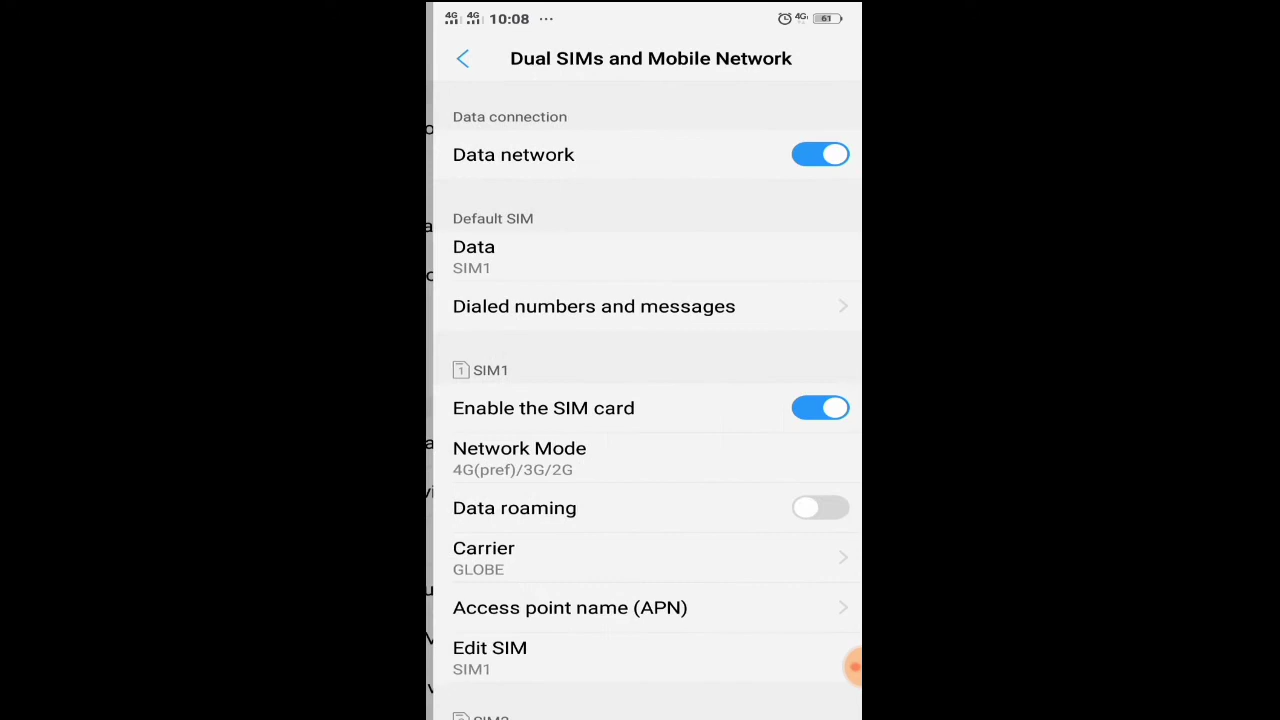 4G 4G 10:08 ... 4G 61
Dual SIMs and Mobile Network
Data connection
Data network
Default SIM
Data
SIM1
Dialed numbers and messages
1 SIM1
Enable the SIM card
Network Mode
4G(pref)/3G/2G
Data roaming
Carrier
GLOBE
Access point name (APN)
Edit SIM
SIM1